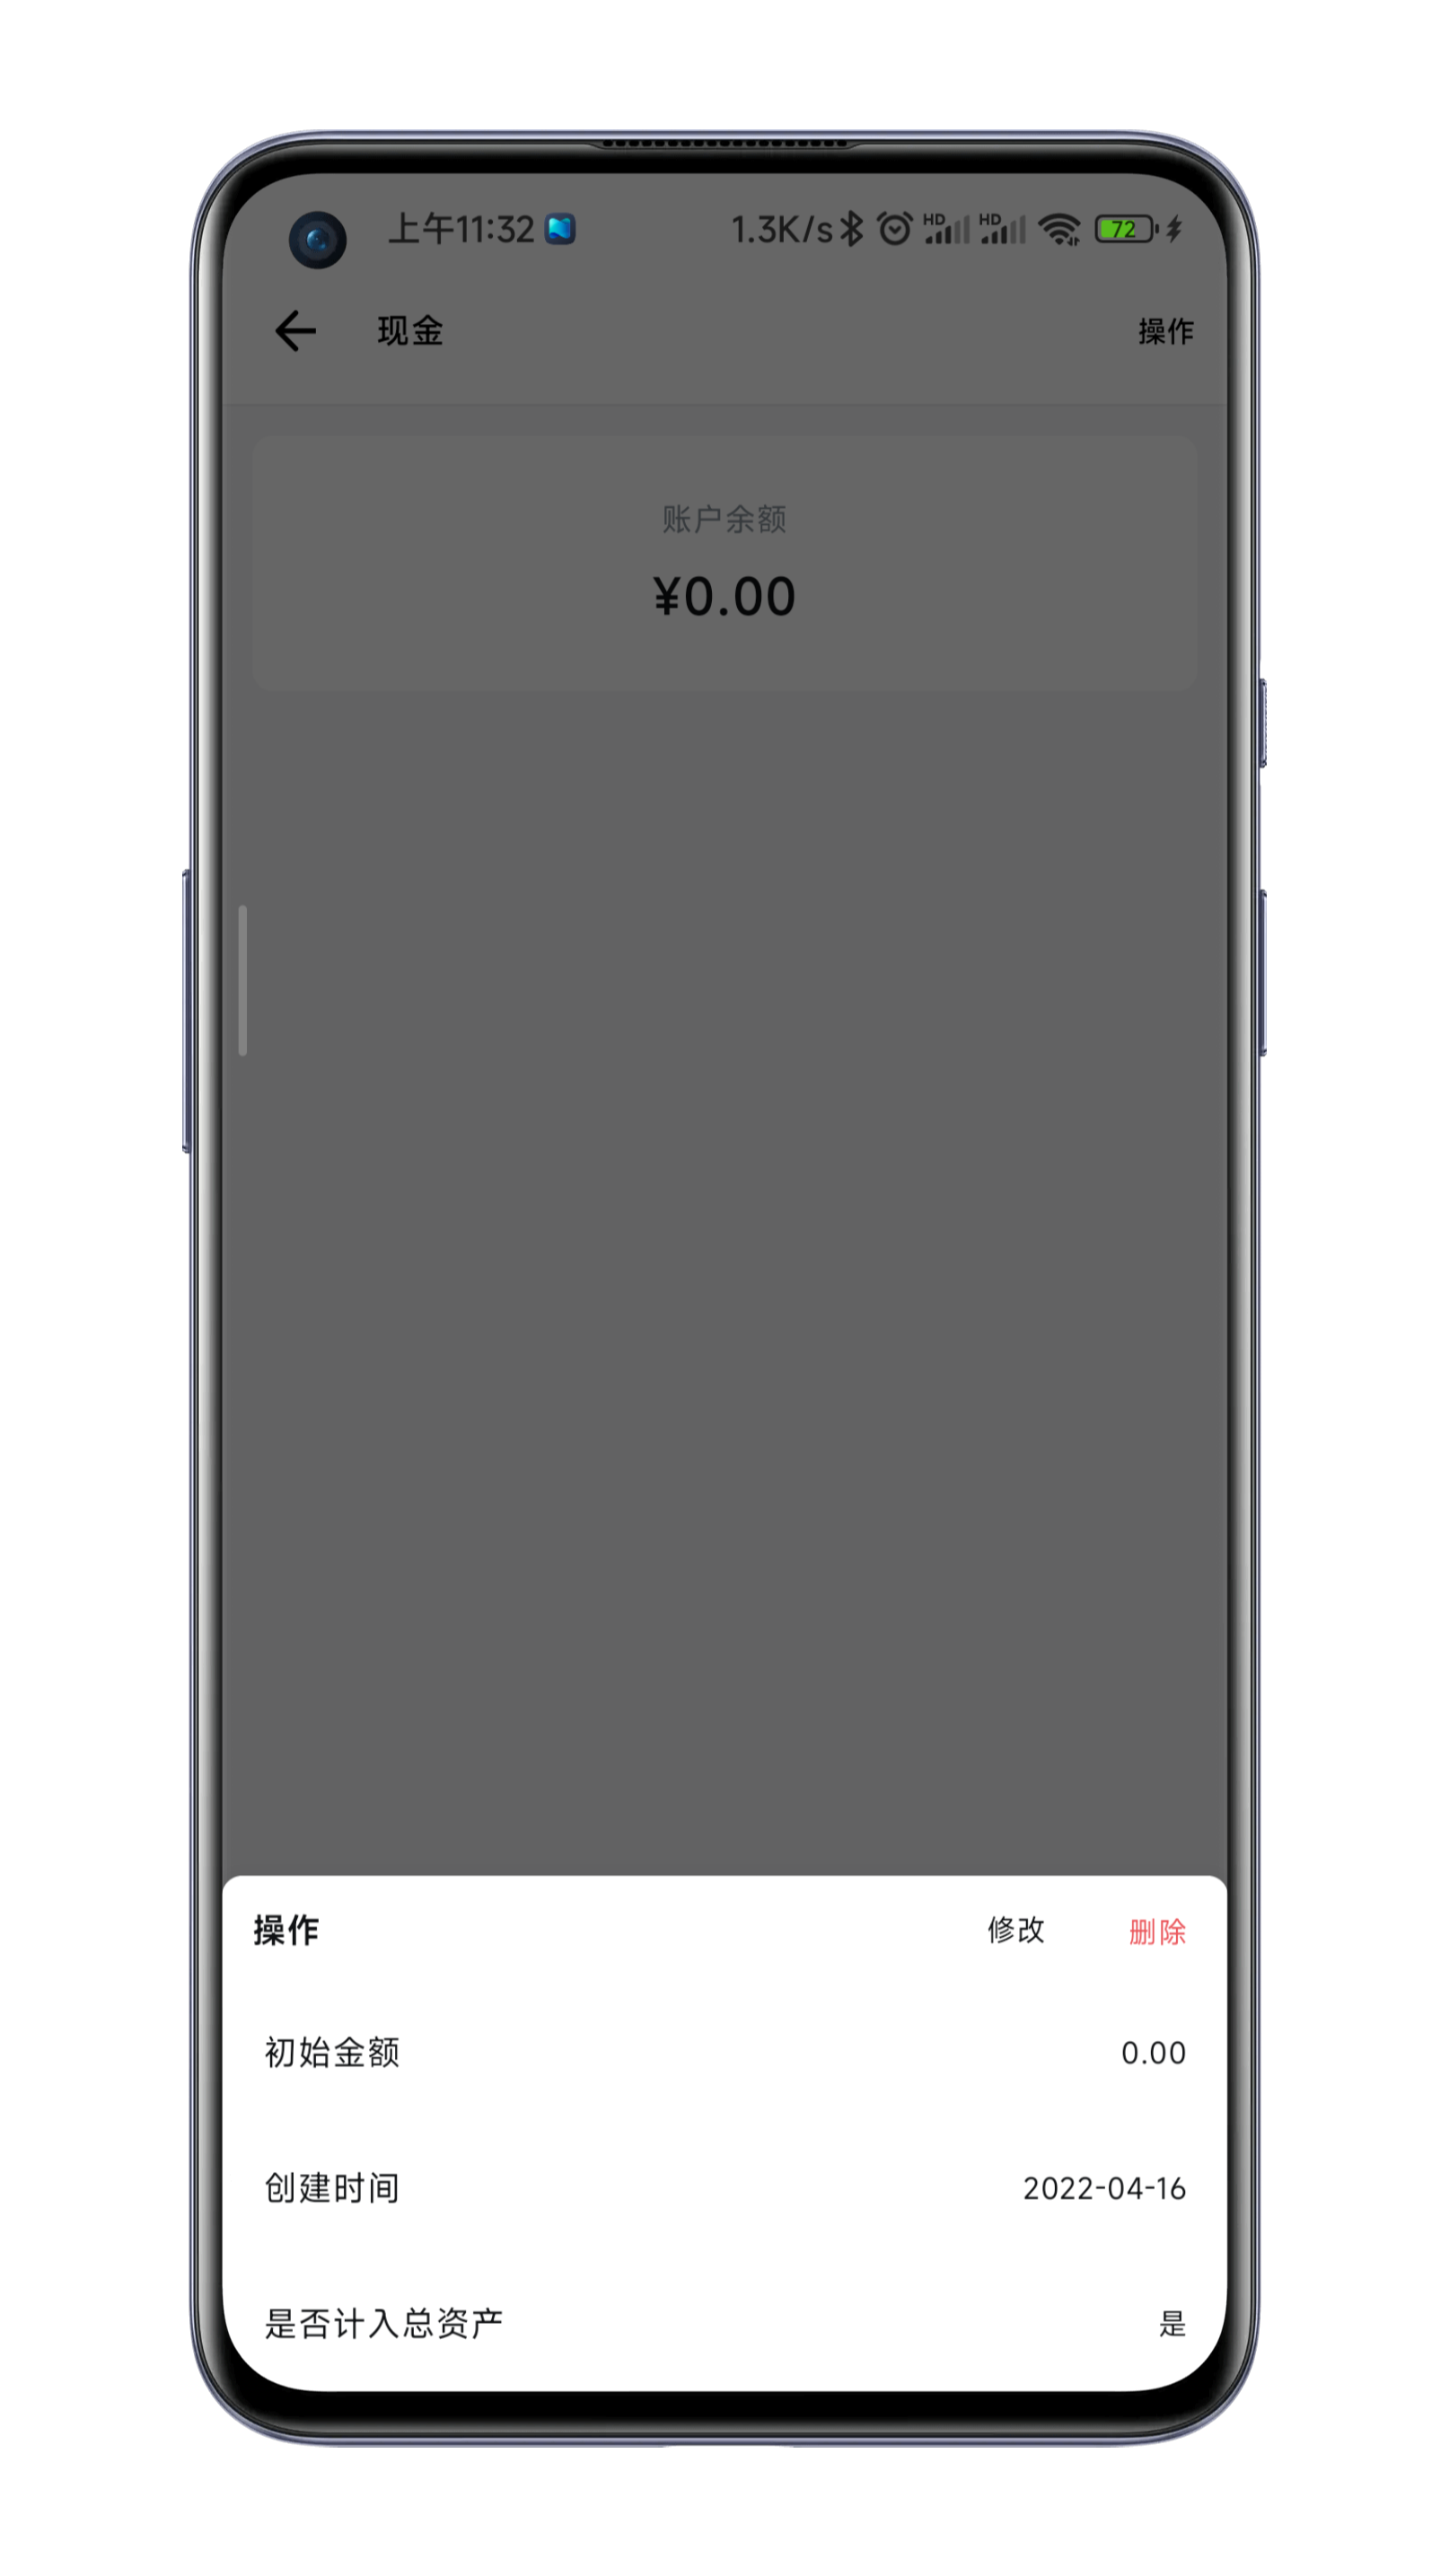 上午11:32 1.3K/s HD HD 72
现金 操作
账户余额
¥0.00
操作 修改 删除
初始金额 0.00
创建时间 2022-04-16
是否计入总资产 是